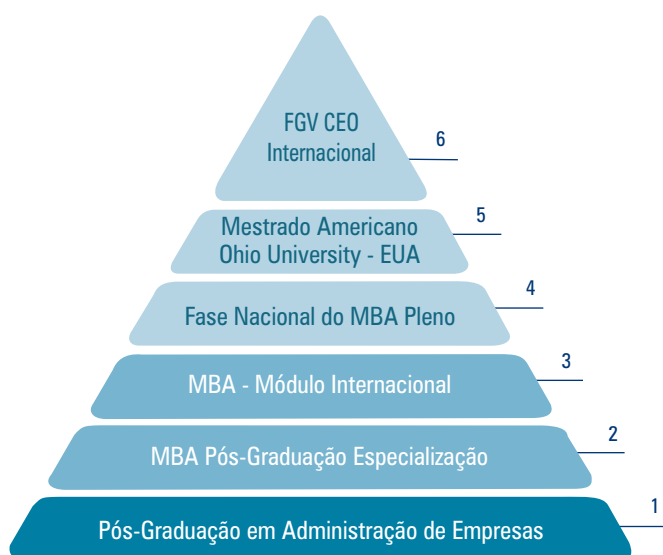 FGV CEO
Internacional
6
Mestrado Americano
Ohio University - EUA
5
Fase Nacional do MBA Pleno
4
MBA - Módulo Internacional
3
MBA Pós-Graduação Especialização
2
Pós-Graduação em Administração de Empresas
1